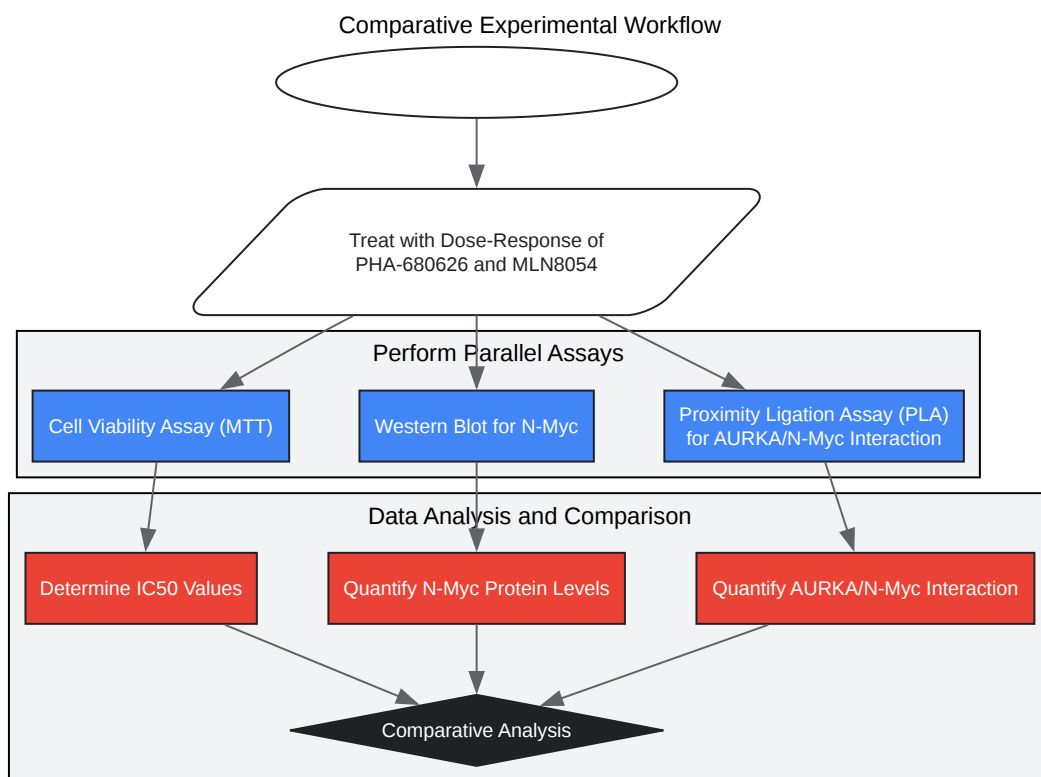 Comparative Experimental Workflow
Treat with Dose-Response of
PHA-680626 and MLN8054
Perform Parallel Assays
Cell Viability Assay (MTT)
Western Blot for N-Myc
Proximity Ligation Assay (PLA)
for AURKA/N-Myc Interaction
Data Analysis and Comparison
Determine IC50 Values
Quantify N-Myc Protein Levels
Quantify AURKA/N-Myc Interaction
Comparative Analysis